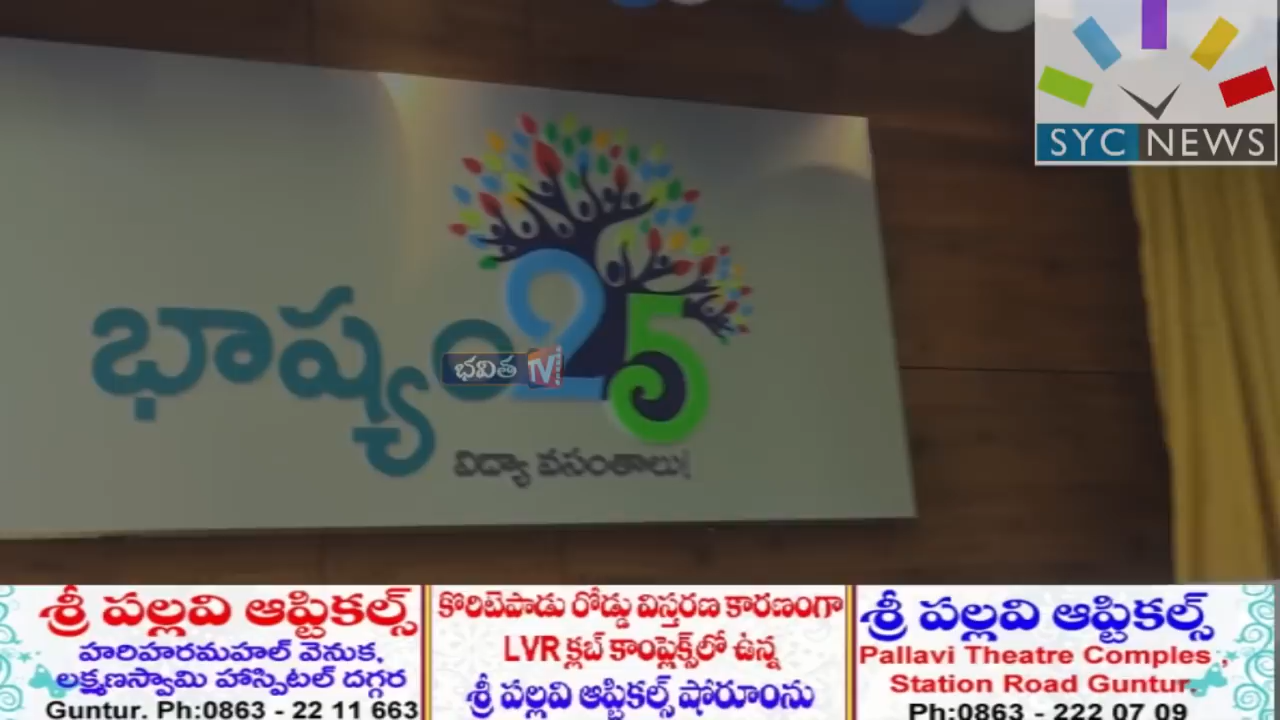 SYC NEWS
భాష్యం 25
భవిత TV
విద్యా వసంతాలు!
శ్రీ పల్లవి ఆప్టికల్స్
హరిహరమహల్ వెనుక,
లక్ష్మణస్వామి హాస్పిటల్ దగ్గర
Guntur. Ph:0863 - 22 11 663
కొరిటెపాడు రోడ్డు విస్తరణ కారణంగా
LVR క్లబ్ కాంప్లెక్స్‌లో ఉన్న
శ్రీ పల్లవి ఆప్టికల్స్ షోరూంను
శ్రీ పల్లవి ఆప్టికల్స్
Pallavi Theatre Comples ,
Station Road Guntur.
Ph:0863 - 222 07 09